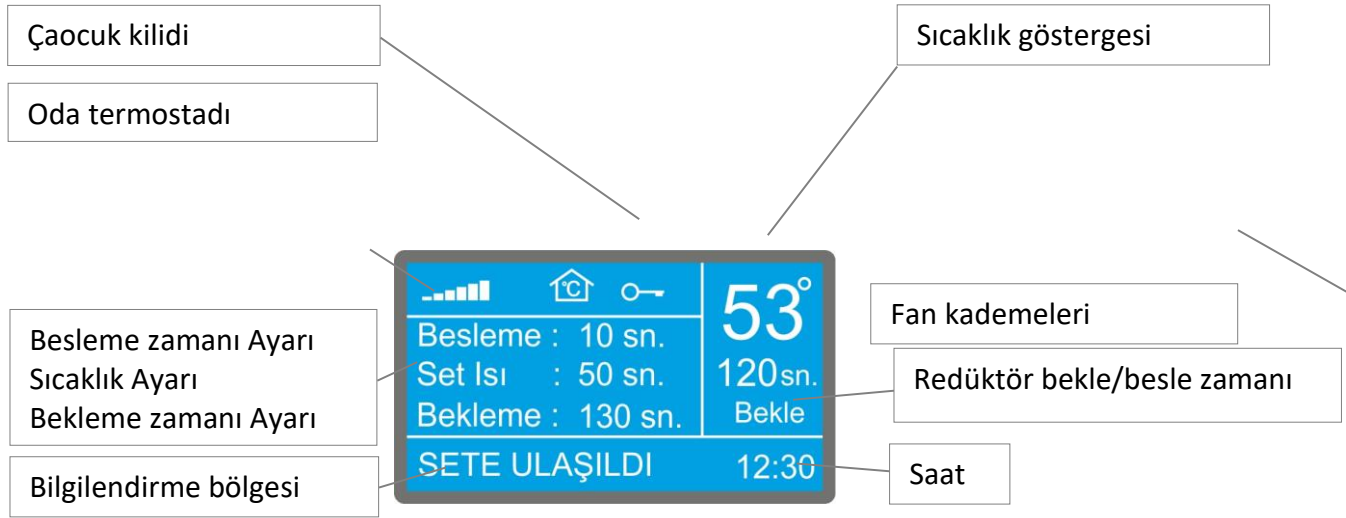 Çaocuk kilidi
Sıcaklık göstergesi
Oda termostadı
°C
53°
Besleme : 10 sn.
Set Isı : 50 sn.
Bekleme : 130 sn.
120 sn.
Bekle
SETE ULAŞILDI 12:30
Besleme zamanı Ayarı
Sıcaklık Ayarı
Bekleme zamanı Ayarı
Bilgilendirme bölgesi
Fan kademeleri
Redüktör bekle/besle zamanı
Saat